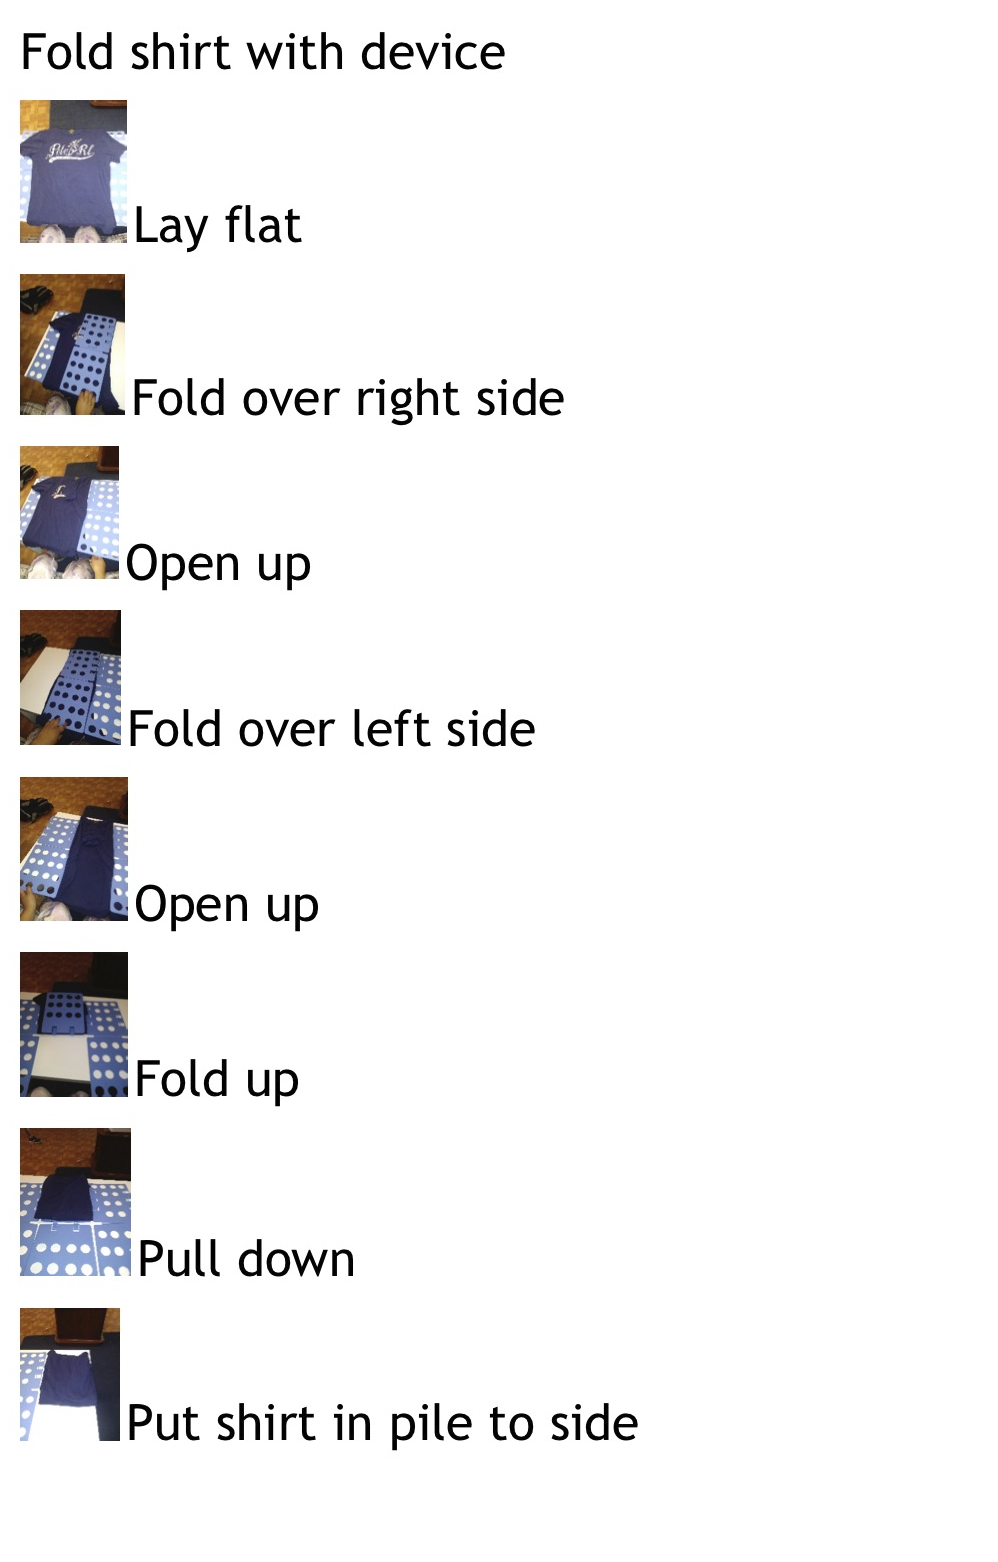 Fold shirt with device
Lay flat
Fold over right side
Open up
Fold over left side
Open up
Fold up
Pull down
Put shirt in pile to side